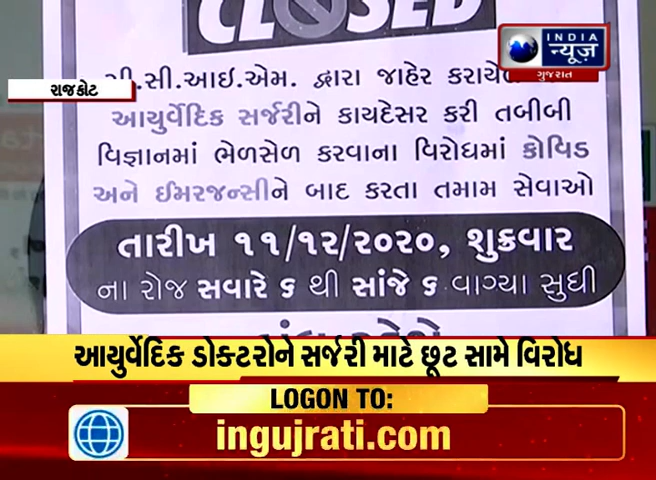 CLOSED
INDIA
ન્યૂઝ
ગુજરાત
રાજકોટ
સી.સી.આઇ.એમ. દ્વારા જાહેર કરાયેલ
આયુર્વેદિક સર્જરીને કાયદેસર કરી તબીબી
વિજ્ઞાનમાં ભેળસેળ કરવાના વિરોધમાં કોવિડ
અને ઈમરજન્સીને બાદ કરતા તમામ સેવાઓ
તારીખ ૧૧/૧૨/૨૦૨૦, શુક્રવાર
ના રોજ સવારે ૬ થી સાંજે ૬ વાગ્યા સુધી
આયુર્વેદિક ડોક્ટરોને સર્જરી માટે છૂટ સામે વિરોધ
LOGON TO:
ingujrati.com